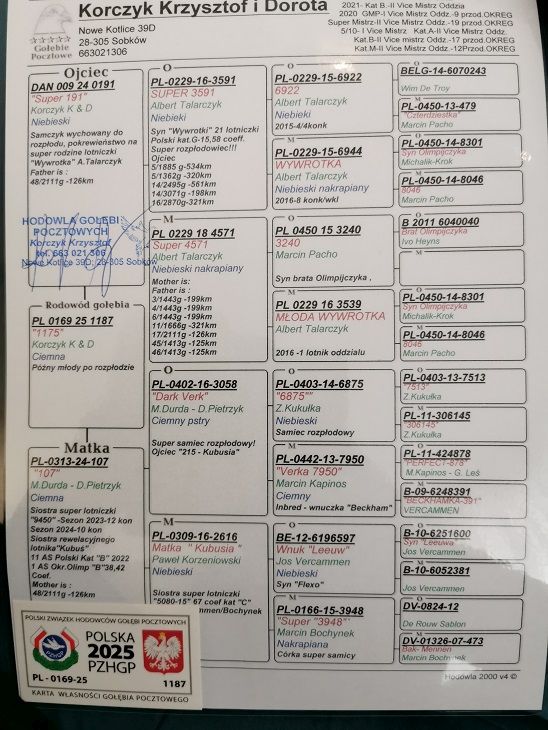 Korczyk Krzysztof i Dorota
Gołębie
Pocztowe
Nowe Kotlice 39D
28-305 Sobków
663021306
2021- Kat B.-II Vice Mistrz Oddzia
2020 GMP-I Vice Mistrz Oddz.-9 przod.OKREG
Super Mistrz-II Vice Mistrz Oddz.-19 przod.OKREG
5/10- I Vice Mistrz Kat.A-II Vice Mistrz Oddz.
Kat.B-II Vice mistrz Oddz.-17 przod.OKREG
Kat.M-II Vice Mistrz Oddz.-12Przod.OKREG
Ojciec
DAN 009 24 0191
"Super 191"
Korczyk K & D
Niebieski
Samczyk wychowany do
rozpłodu, pokrewieństwo na
super rodzine lotniczki
"Wywrotka" A.Talarczyk
Father is :
48/2111g -126km
HODOWLA GOŁĘBI
POCZTOWYCH
Korczyk Krzysztof
tel. 663 021 306
Nowe Kotlice 39D; 28-305 Sobków
Rodowód gołębia
PL 0169 25 1187
"1175"
Korczyk K & D
Ciemna
Późny młody po rozpłodzie
Matka
PL-0313-24-107
"107"
M.Durda - D.Pietrzyk
Ciemna
Siostra super lotniczki
"9450" -Sezon 2023-12 kon
Sezon 2024-10 kon
Siostra rewelacyjnego
lotnika"Kubuś"
11 AS Polski Kat "B" 2022
1 AS Okr.Olimp "B"38,42
Coef.
Mother is :
48/2111g -126km
O
PL-0229-16-3591
SUPER 3591
Albert Talarczyk
Niebieki
Syn "Wywrotki" 21 lotniczki
Polski kat.G-15,58 coeff.
Super rozpłodowiec!!!
Ojciec
5/1885 g-534km
5/1362g -320km
14/2495g -561km
14/3071g -198km
16/2870g -321km
M
PL 0229 18 4571
Super 4571
Albert Talarczyk
Niebieski nakrapiany
Mother is:
Father is :
3/1443g -199km
4/1443g -199km
6/1443g -199km
11/1666g -321km
17/2111g -126km
45/1413g -125km
46/1413g -125km
O
PL-0402-16-3058
"Dark Verk"
M.Durda - D.Pietrzyk
Ciemny pstry
Super samiec rozpłodowy!
Ojciec "215 - Kubusia"
M
PL-0309-16-2616
Matka " Kubusia "
Paweł Korzeniowski
Niebieski
Siostra super lotniczki
"5080-15" 67 coef kat "C"
O
PL-0229-15-6922
6922
Albert Talarczyk
Niebieki
2015-4/4konk
M
PL-0229-15-6944
WYWROTKA
Albert Talarczyk
Niebieski nakrapiany
2016-8 konk/wkl
O
PL 0450 15 3240
3240
Marcin Pacho
Syn brata Olimpijczyka ,
M
PL 0229 16 3539
MŁODA WYWROTKA
Albert Talarczyk
2016 -1 lotnik oddzialu
O
PL-0403-14-6875
"6875""
Z.Kukułka
Niebieski
Samiec rozpłodowy
M
PL-0442-13-7950
"Verka 7950"
Marcin Kapinos
Ciemny
Inbred - wnuczka "Beckham"
O
BE-12-6196597
Wnuk "Leeuw"
Jos Vercammen
Niebieski
Syn "Flexo"
M
PL-0166-15-3948
"Super "3948"
Marcin Bochynek
Nakrapiana
Córka super samicy
BELG-14-6070243
Wim De Troy
M
PL-0450-13-479
"Czterdziestka"
Marcin Pacho
O
PL-0450-14-8301
Syn Olimpijczyka
Michalik-Krok
M
PL-0450-14-8046
8046
Marcin Pacho
O
B 2011 6040040
Brat Olimpijczyka
Ivo Heyns
M
O
PL-0450-14-8301
Syn Olimpijczyka
Michalik-Krok
M
PL-0450-14-8046
8046
Marcin Pacho
O
PL-0403-13-7513
"7513"
Z.Kukułka
M
PL-11-306145
"306145"
Z.Kukułka
O
PL-11-424878
"PERFECT-878"
M.Kapinos - G. Leś
M
B-09-6248391
"BECKHAMKA-391"
VERCAMMEN
O
B-10-6251600
Syn "Leeuwa"
Jos Vercammen
M
B-10-6052381
Jos Vercammen
O
DV-0824-12
De Rouw Sablon
M
DV-01326-07-473
Bak- Mennen
Marcin Bochynek
Hodowla 2000 v4 ©
POLSKI ZWIĄZEK HODOWCÓW GOŁĘBI POCZTOWYCH
PZHGP
POLSKA
2025
PZHGP
PL - 0169-25
1187
KARTA WŁASNOŚCI GOŁĘBIA POCZTOWEGO